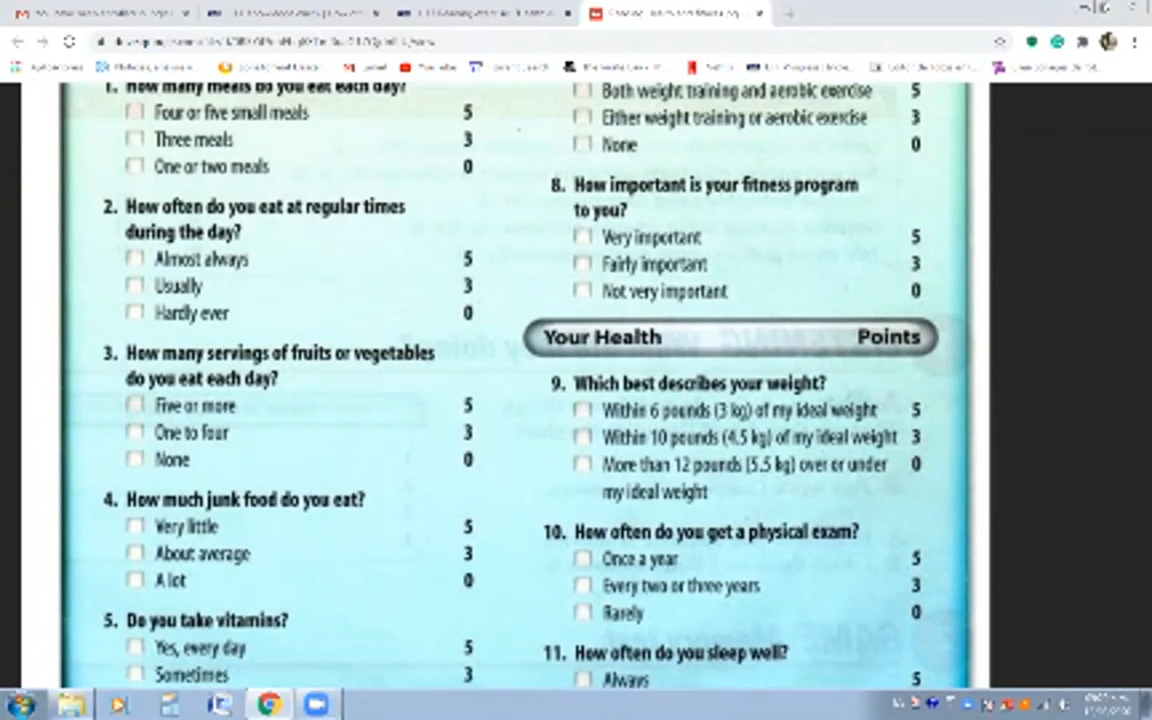 1. How many meals do you eat each day?
Four or five small meals 5
Three meals 3
One or two meals 0
2. How often do you eat at regular times
during the day?
Almost always 5
Usually 3
Hardly ever 0
3. How many servings of fruits or vegetables
do you eat each day?
Five or more 5
One to four 3
None 0
4. How much junk food do you eat?
Very little 5
About average 3
A lot 0
5. Do you take vitamins?
Yes, every day 5
Sometimes 3
Both weight training and aerobic exercise 5
Either weight training or aerobic exercise 3
None 0
8. How important is your fitness program
to you?
Very important 5
Fairly important 3
Not very important 0
Your Health Points
9. Which best describes your weight?
Within 6 pounds (3 kg) of my ideal weight 5
Within 10 pounds (4.5 kg) of my ideal weight 3
More than 12 pounds (5.5 kg) over or under 0
my ideal weight
10. How often do you get a physical exam?
Once a year 5
Every two or three years 3
Rarely 0
11. How often do you sleep well?
Always 5